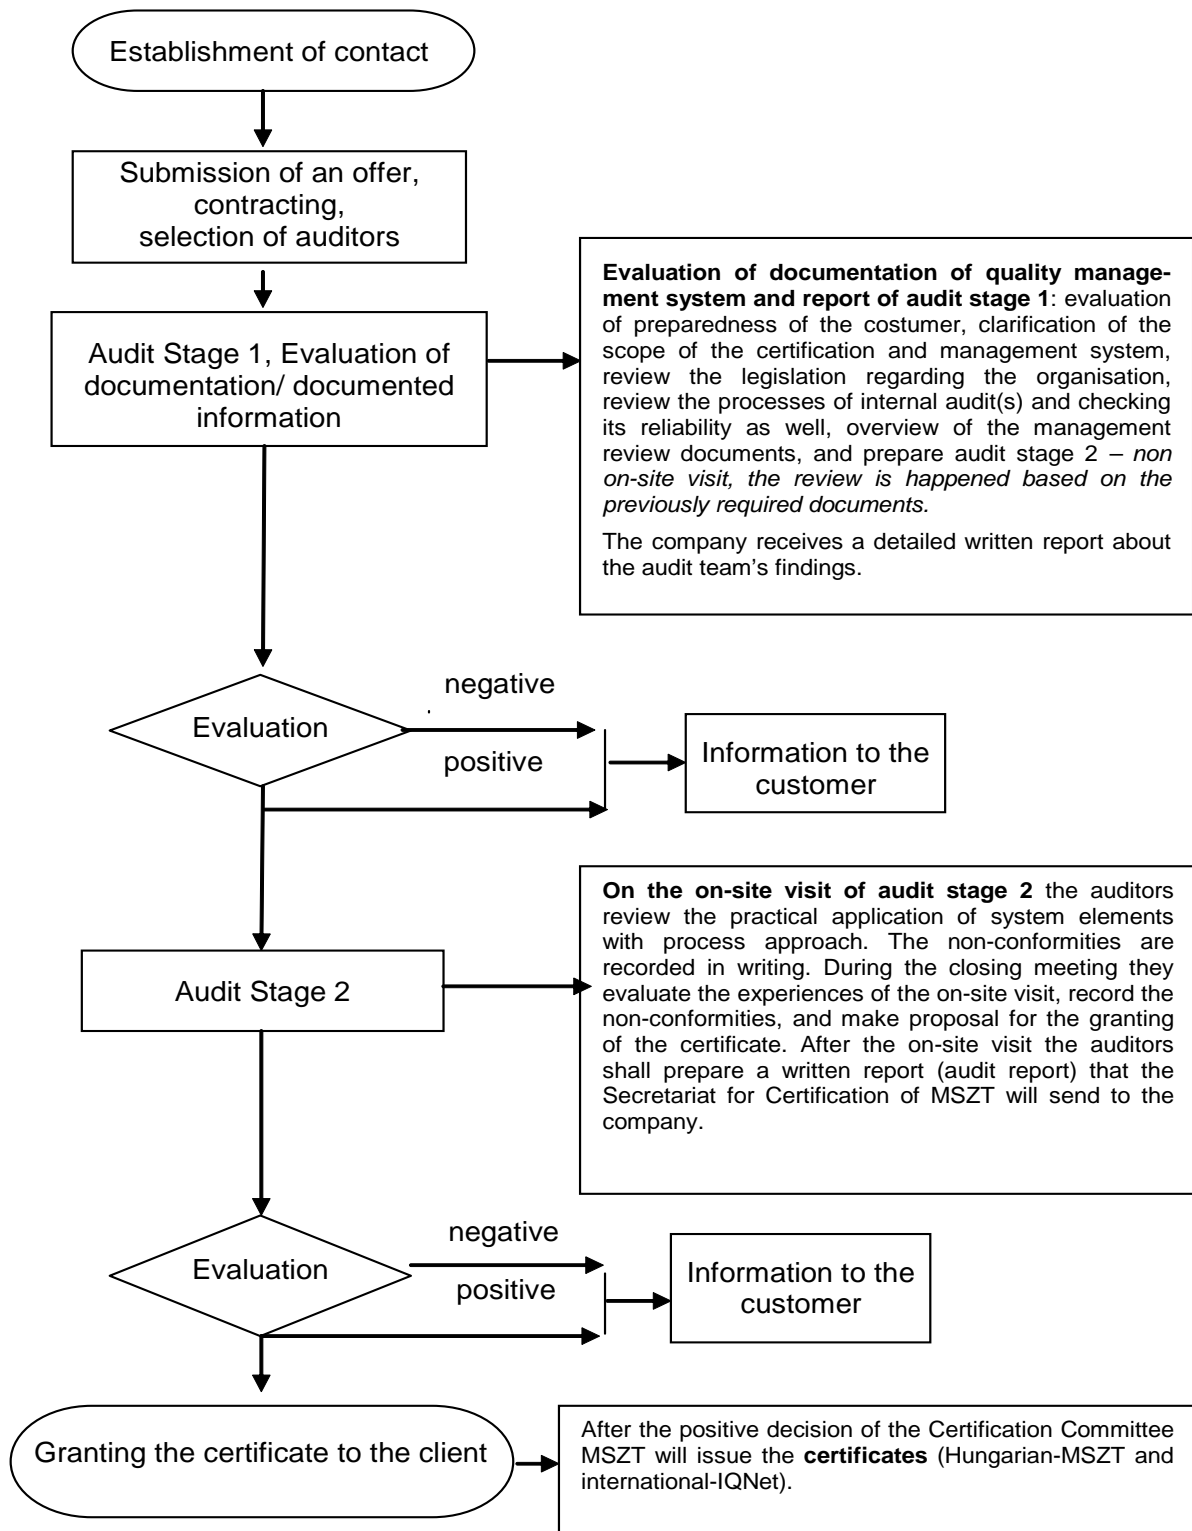 Establishment of contact
Submission of an offer,
contracting,
selection of auditors
Audit Stage 1, Evaluation of
documentation/ documented
information
Evaluation of documentation of quality manage-
ment system and report of audit stage 1: evaluation
of preparedness of the costumer, clarification of the
scope of the certification and management system,
review the legislation regarding the organisation,
review the processes of internal audit(s) and checking
its reliability as well, overview of the management
review documents, and prepare audit stage 2 – non
on-site visit, the review is happened based on the
previously required documents.
The company receives a detailed written report about
the audit team's findings.
Evaluation
negative
positive
Information to the
customer
On the on-site visit of audit stage 2 the auditors
review the practical application of system elements
with process approach. The non-conformities are
recorded in writing. During the closing meeting they
evaluate the experiences of the on-site visit, record the
non-conformities, and make proposal for the granting
of the certificate. After the on-site visit the auditors
shall prepare a written report (audit report) that the
Secretariat for Certification of MSZT will send to the
company.
Audit Stage 2
Evaluation
negative
positive
Information to the
customer
Granting the certificate to the client
After the positive decision of the Certification Committee
MSZT will issue the certificates (Hungarian-MSZT and
international-IQNet).